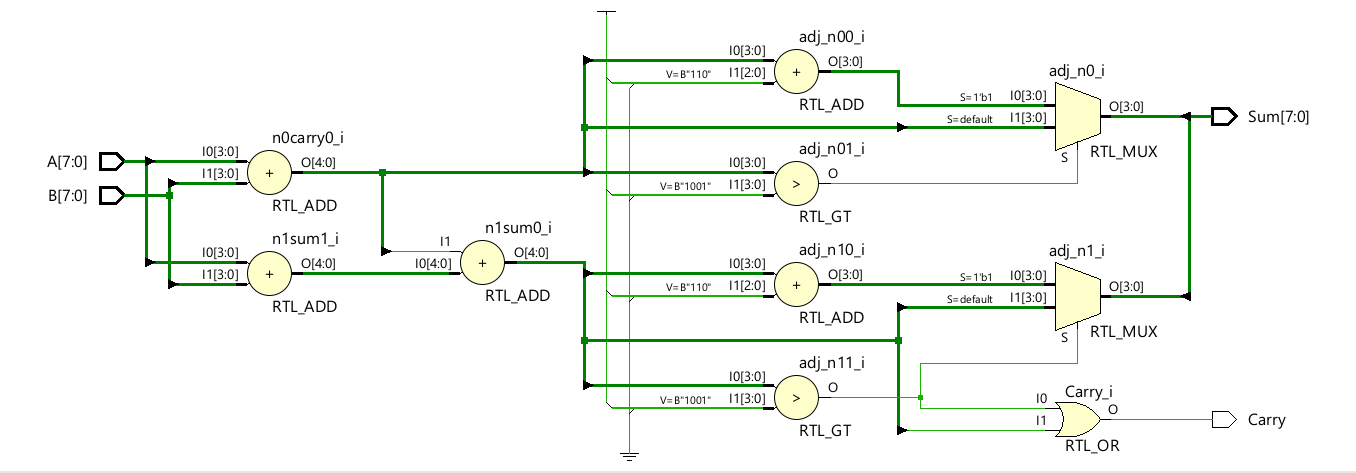 adj_n00_i
I0[3:0]
O[3:0]
V=B"110"
I1[2:0]
+
RTL_ADD
adj_n0_i
S=1'b1
I0[3:0]
O[3:0]
S=default
I1[3:0]
S
RTL_MUX
Sum[7:0]
n0carry0_i
A[7:0]
I0[3:0]
O[4:0]
B[7:0]
I1[3:0]
+
RTL_ADD
adj_n01_i
I0[3:0]
O
V=B"1001"
I1[3:0]
>
RTL_GT
n1sum1_i
I0[3:0]
O[4:0]
I1[3:0]
+
RTL_ADD
n1sum0_i
I1
O[4:0]
I0[4:0]
+
RTL_ADD
adj_n10_i
I0[3:0]
O[3:0]
V=B"110"
I1[2:0]
+
RTL_ADD
adj_n1_i
S=1'b1
I0[3:0]
O[3:0]
S=default
I1[3:0]
S
RTL_MUX
adj_n11_i
I0[3:0]
O
V=B"1001"
I1[3:0]
>
RTL_GT
Carry_i
I0
O
I1
RTL_OR
Carry